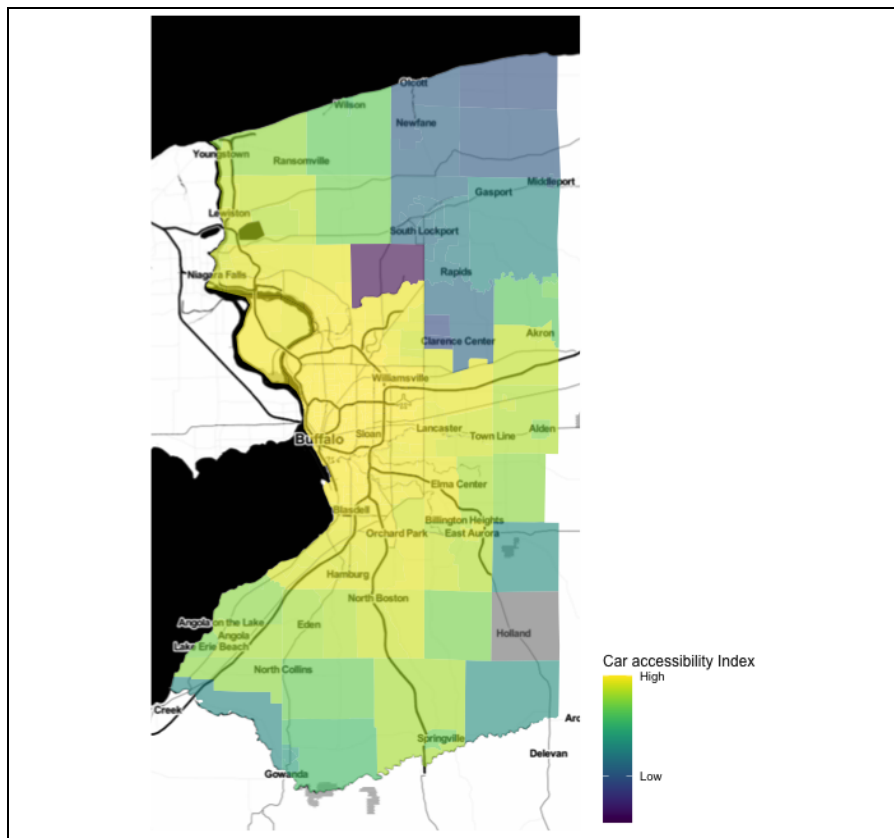 Olcott
Wilson
Newfane
Youngstown
Ransomville
Middleport
Gasport
Lewiston
South Lockport
Niagara Falls
Rapids
Akron
Clarence Center
Williamsville
Buffalo
Sloan
Lancaster
Town Line
Alden
Elma Center
Blasdell
Billington Heights
Orchard Park
East Aurora
Hamburg
North Boston
Angola on the Lake
Eden
Holland
Angola
Lake Erie Beach
North Collins
Car accessibility Index
High
Creek
Arc
Springville
Delevan
Gowanda
Low